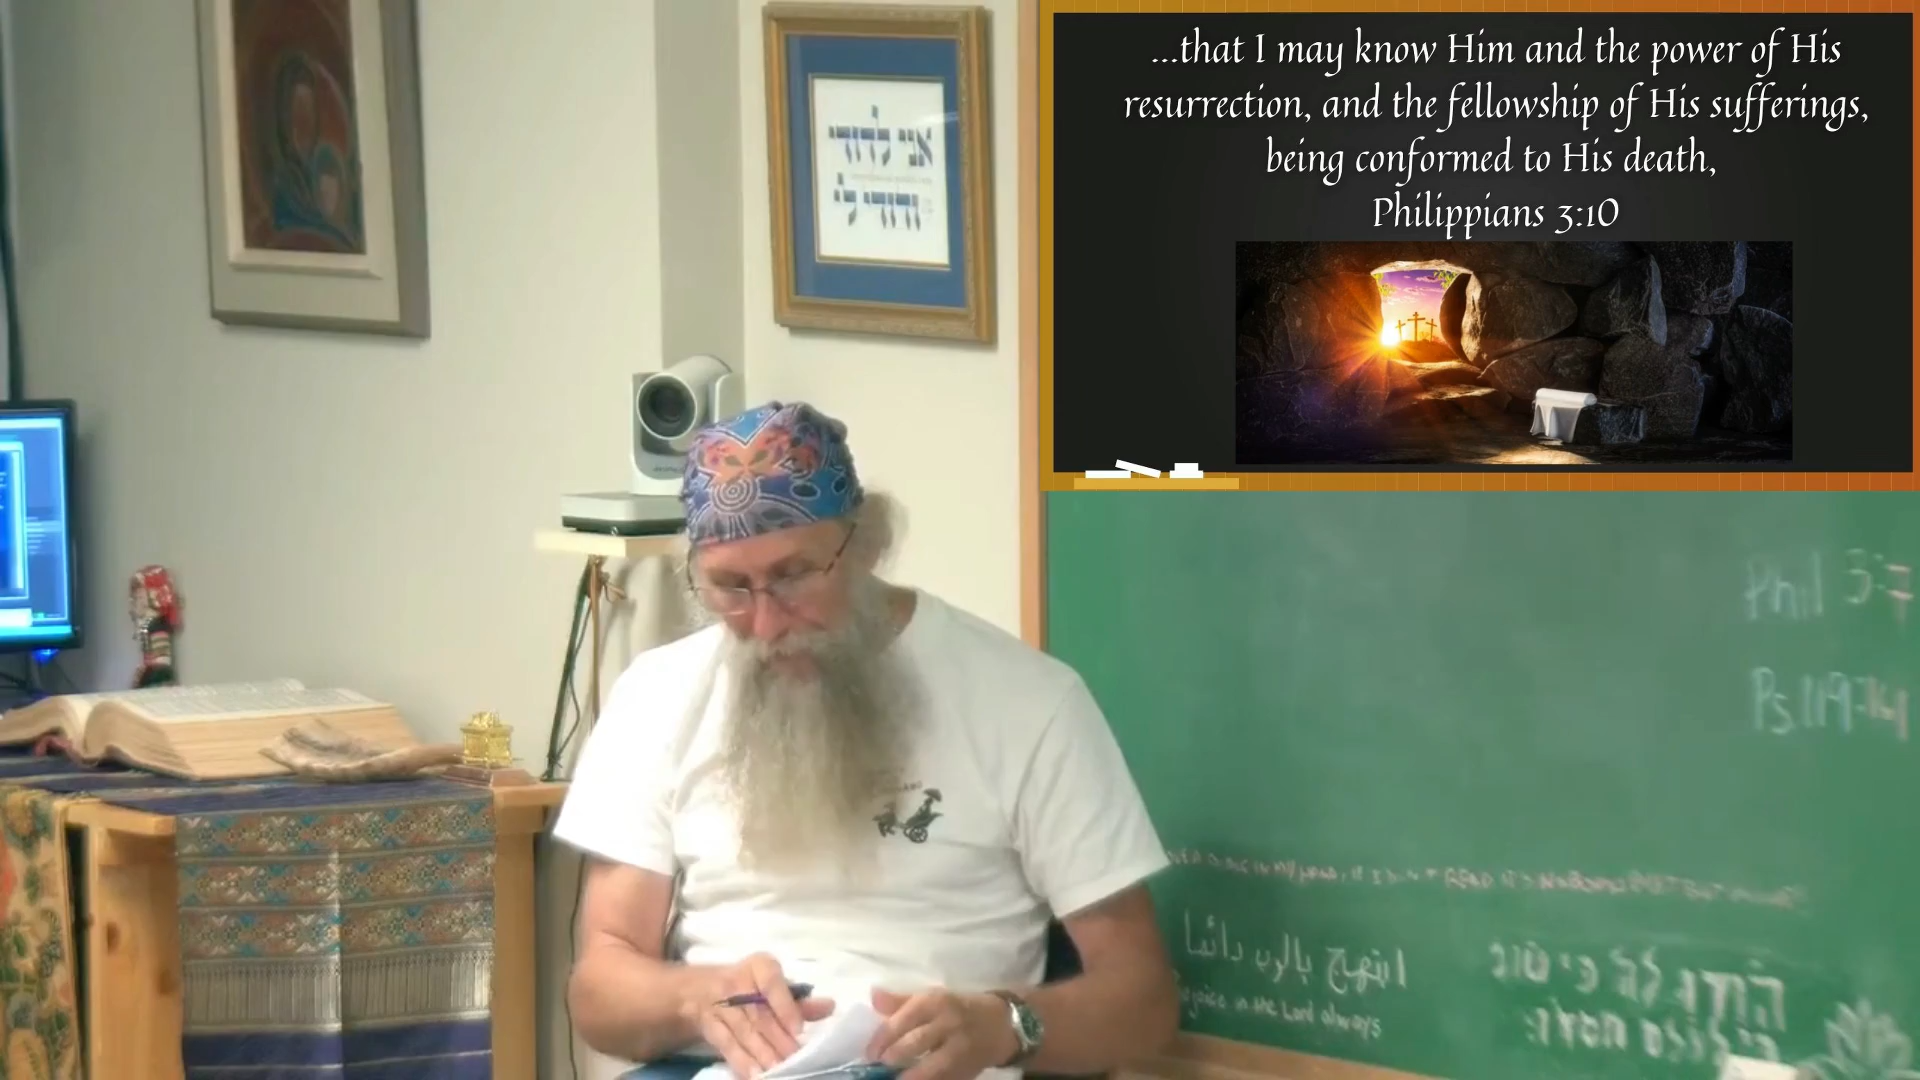 ...that I may know Him and the power of His
resurrection, and the fellowship of His sufferings,
being conformed to His death,
Philippians 3:10
אני לדודי
ודודי לי
Phil 3:7
Ps 119:14
ابتهج بالرب دائما
in the Lord always
הודו לה׳ כי טוב
כי לעולם חסדו: